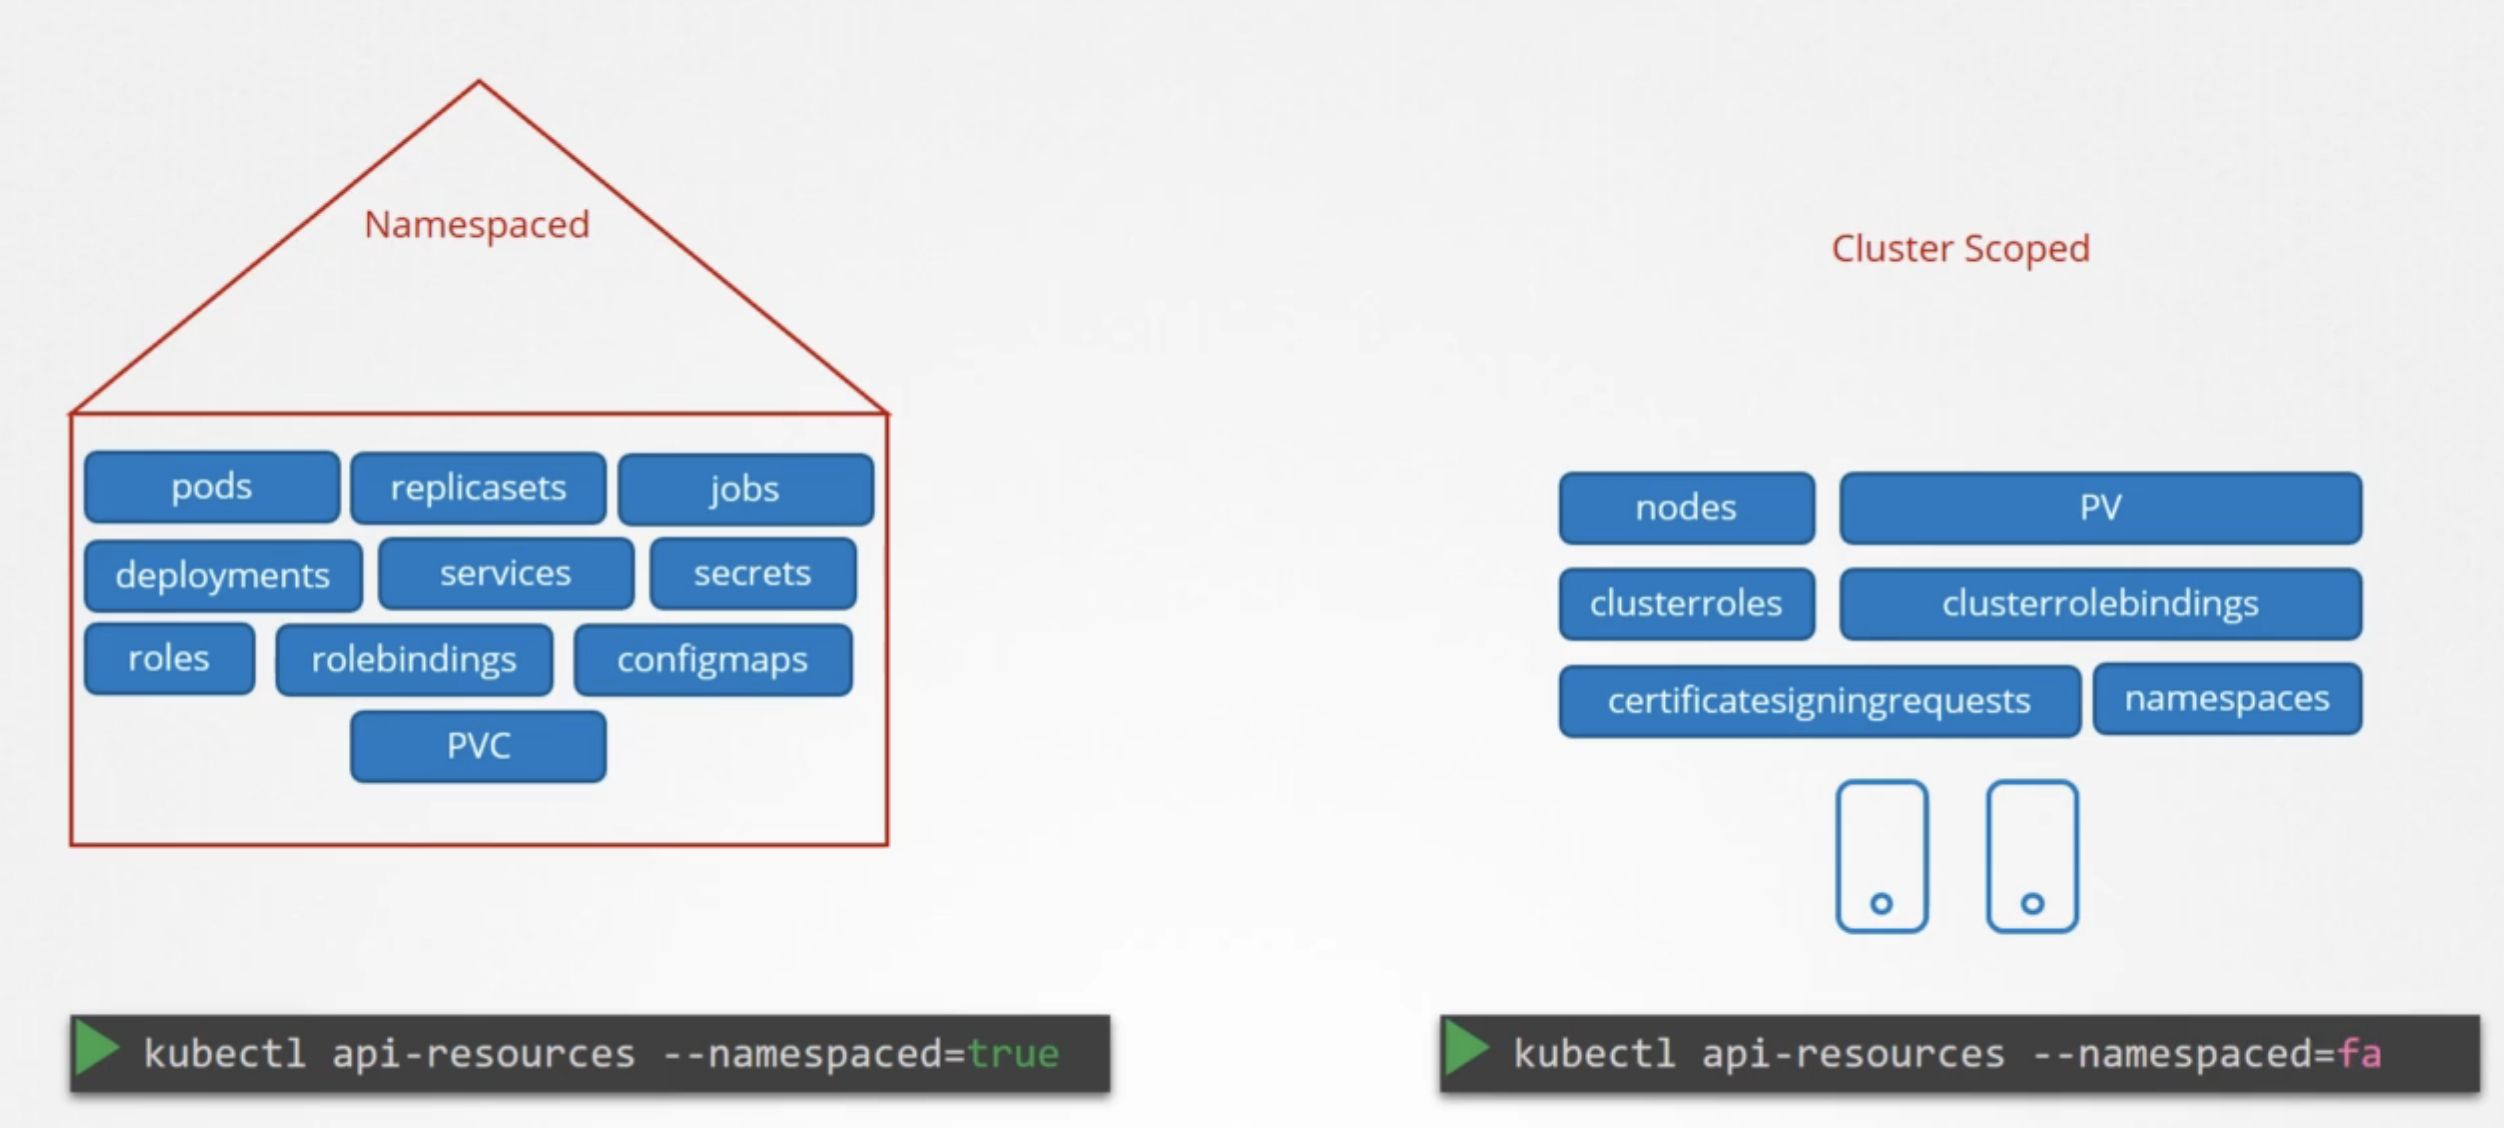 Namespaced
pods replicasets jobs
deployments services secrets
roles rolebindings configmaps
PVC
kubectl api-resources --namespaced=true
Cluster Scoped
nodes PV
clusterroles clusterrolebindings
certificatesigningrequests namespaces
kubectl api-resources --namespaced=fa